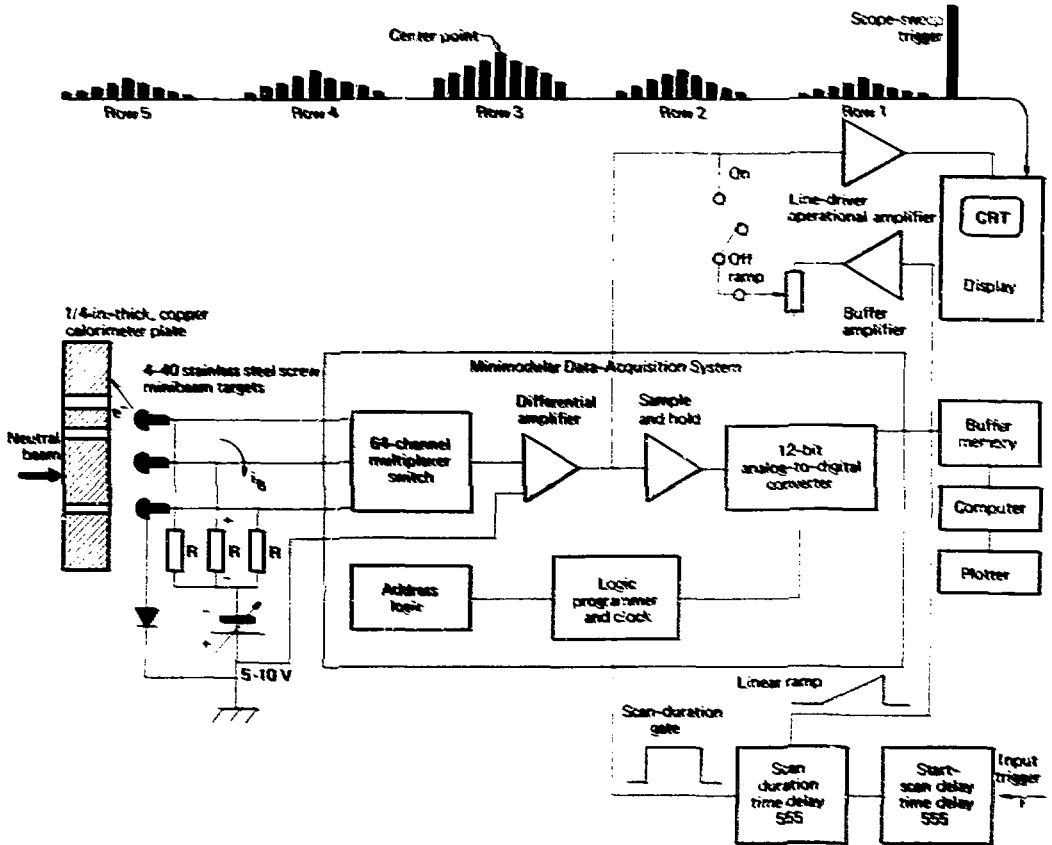 Center point
Scope-sweep
trigger
Row 5
Row 4
Row 3
Row 2
Row 1
On
Line-driver
operational amplifier
CRT
Off
ramp
Display
Buffer
amplifier
1/4-in.-thick, copper
calorimeter plate
4-40 stainless steel screw
minibeam targets
Minimodular Data-Acquisition System
Differential
amplifier
Sample
and hold
e-
Neutral
beam
64-channel
multiplexer
switch
12-bit
analog-to-digital
converter
Buffer
memory
Computer
Plotter
+
R
R
R
-
Address
logic
Logic
programmer
and clock
-
+
5-10 V
Linear ramp
Scan-duration
gate
Scan
duration
time delay
555
Start-
scan delay
time delay
555
Input
trigger